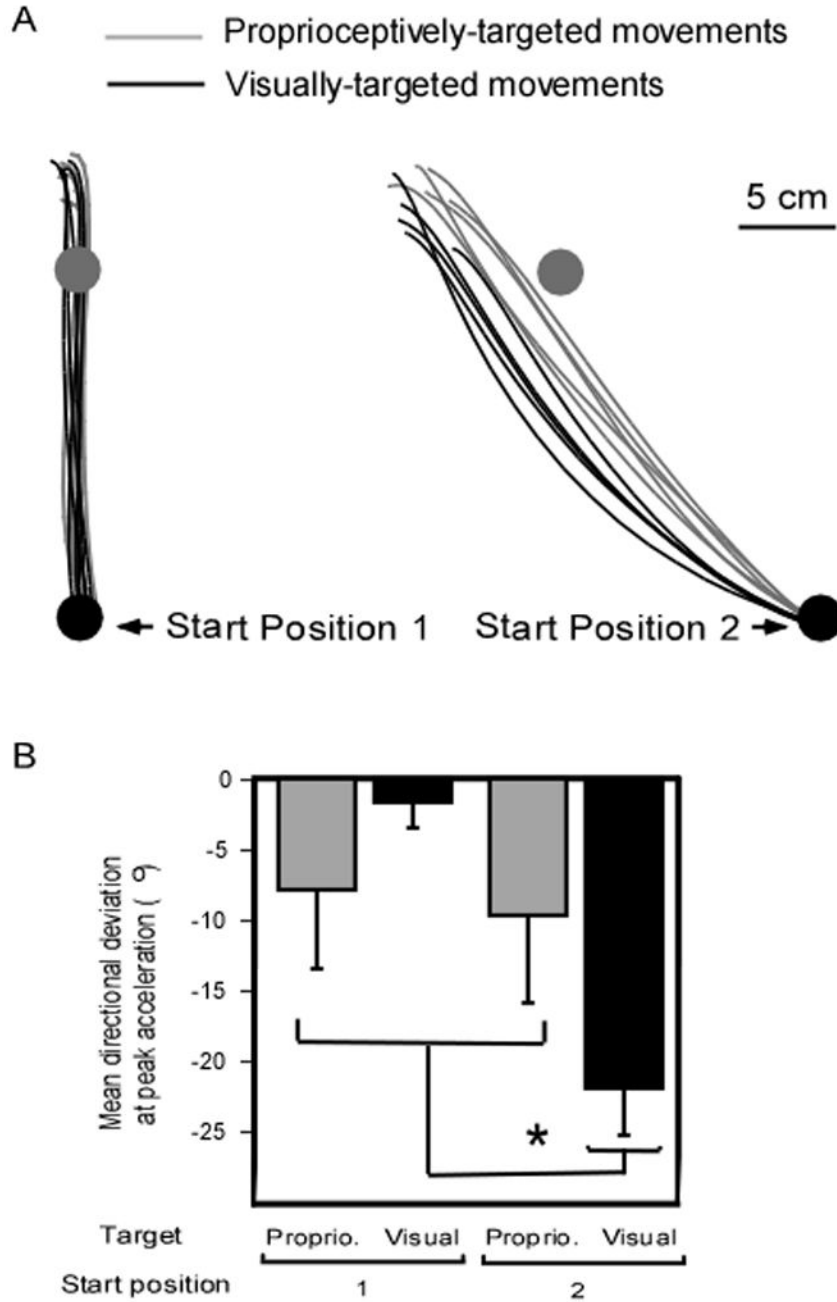 A
Proprioceptively-targeted movements
Visually-targeted movements
5 cm
Start Position 1
Start Position 2
B
0
-5
-10
-15
-20
-25
Mean directional deviation
at peak acceleration ( º)
*
Target
Proprio.
Visual
Proprio.
Visual
Start position
1
2